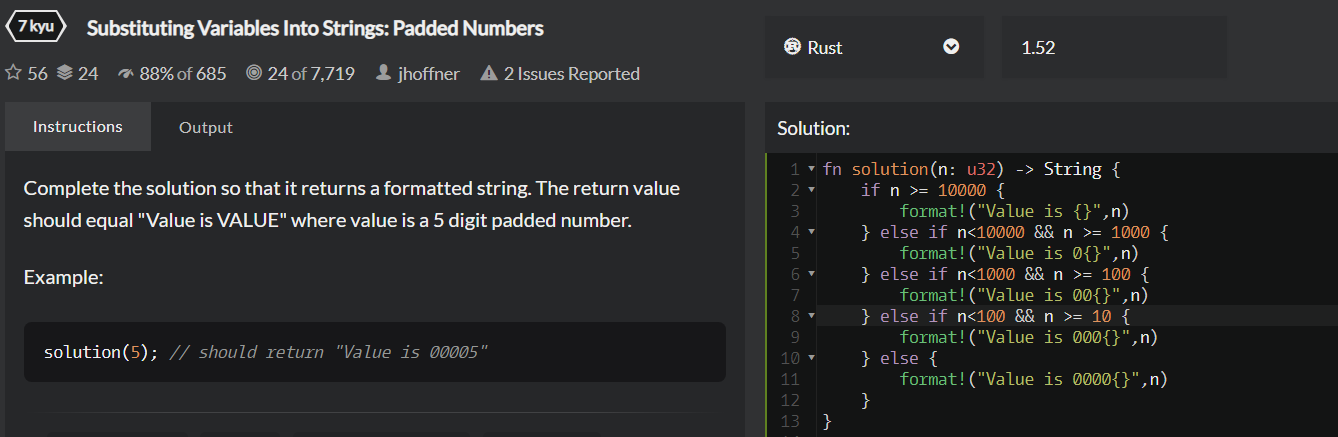 7 kyu Substituting Variables Into Strings: Padded Numbers
56 24 88% of 685 24 of 7,719 jhoffner 2 Issues Reported
Instructions Output
Complete the solution so that it returns a formatted string. The return value
should equal "Value is VALUE" where value is a 5 digit padded number.
Example:
solution(5); // should return "Value is 00005"
Rust 1.52
Solution:
1 fn solution(n: u32) -> String {
2 if n >= 10000 {
3 format!("Value is {}",n)
4 } else if n<10000 && n >= 1000 {
5 format!("Value is 0{}",n)
6 } else if n<1000 && n >= 100 {
7 format!("Value is 00{}",n)
8 } else if n<100 && n >= 10 {
9 format!("Value is 000{}",n)
10 } else {
11 format!("Value is 0000{}",n)
12 }
13 }